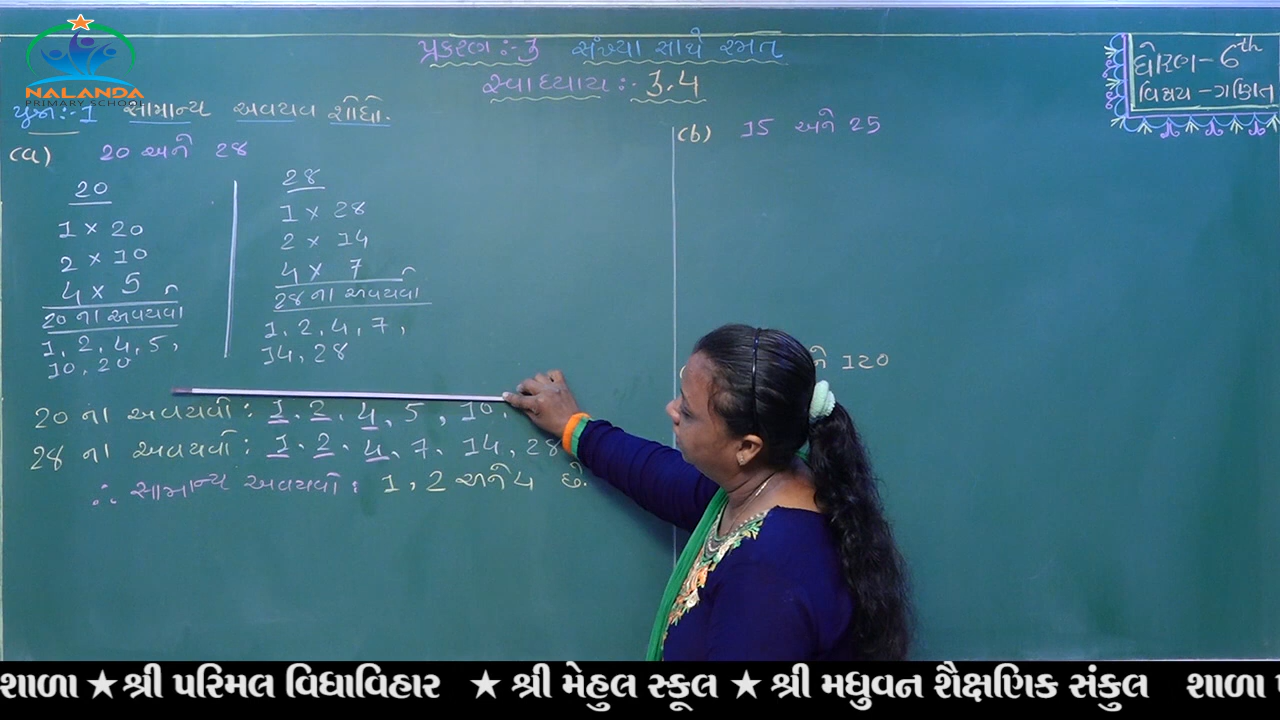 NALANDA
PRIMARY SCHOOL
પ્રકરણ :- 3 સંખ્યા સાથે રમત
સ્વાધ્યાય :- 3.4
ધોરણ - 6th
વિષય - ગણિત
પ્રશ્ન :- 1 સામાન્ય અવયવ શોધો.
(a) 20 અને 28
20
1 × 20
2 × 10
4 × 5
20 ના અવયવો
1, 2, 4, 5,
10, 20
28
1 × 28
2 × 14
4 × 7
28 ના અવયવો
1, 2, 4, 7,
14, 28
20 ના અવયવો : 1, 2, 4, 5, 10,
28 ના અવયવો : 1, 2, 4, 7, 14, 28
∴ સામાન્ય અવયવો : 1, 2 અને 4 છે.
(b) 15 અને 25
120
શાળા ★ શ્રી પરિમલ વિધાવિહાર ★ શ્રી મેહુલ સ્કૂલ ★ શ્રી મધુવન શૈક્ષણિક સંકુલ શાળા